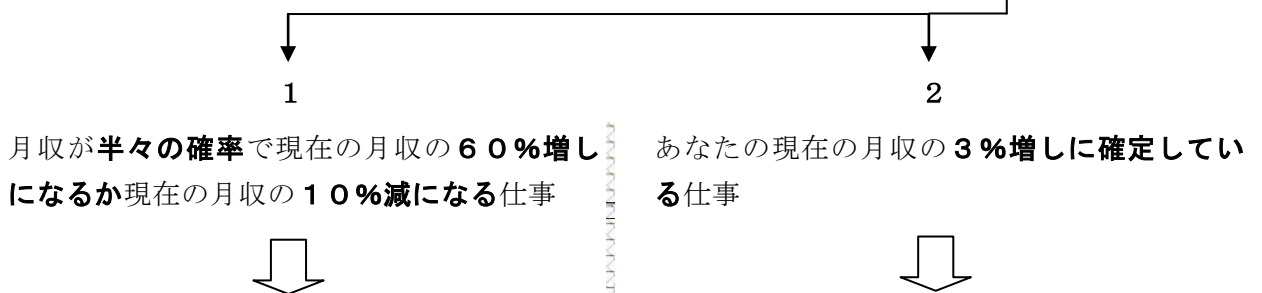 1
2
月収が半々の確率で現在の月収の６０％増し
になるか現在の月収の１０％減になる仕事
あなたの現在の月収の３％増しに確定してい
る仕事